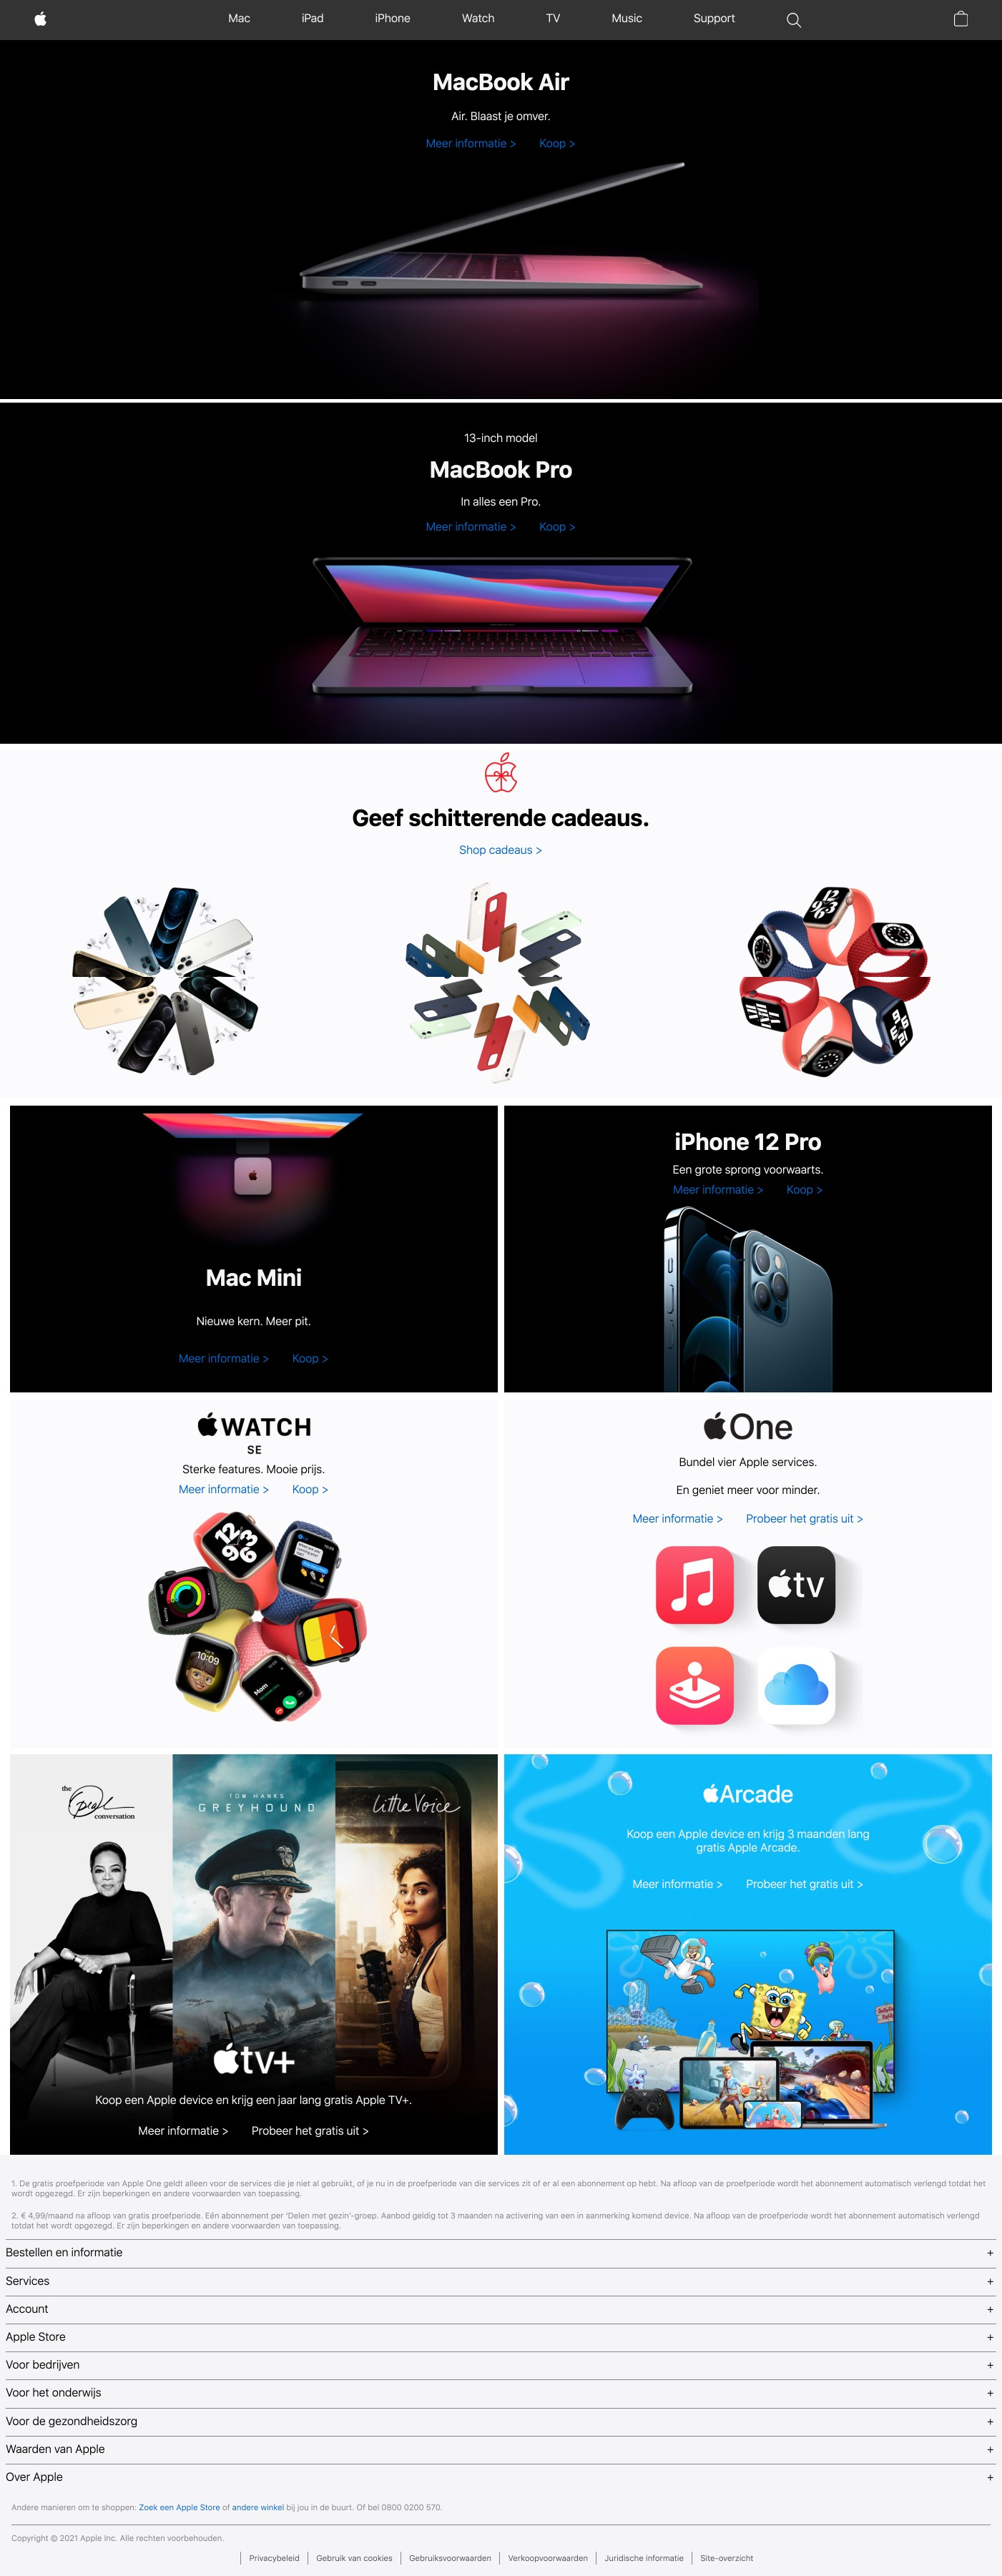 Mac iPad iPhone Watch TV Music Support
MacBook Air
Air. Blaast je omver.
Meer informatie > Koop >
13-inch model
MacBook Pro
In alles een Pro.
Meer informatie > Koop >
Geef schitterende cadeaus.
Shop cadeaus >
Mac Mini
Nieuwe kern. Meer pit.
Meer informatie > Koop >
iPhone 12 Pro
Een grote sprong voorwaarts.
Meer informatie > Koop >
WATCH
SE
Sterke features. Mooie prijs.
Meer informatie > Koop >
12
3
6
9
10:09
Mom
One
Bundel vier Apple services.
En geniet meer voor minder.
Meer informatie > Probeer het gratis uit >
tv
the
Oprah
conversation
TOM HANKS
GREYHOUND
Little Voice
tv+
Koop een Apple device en krijg een jaar lang gratis Apple TV+.
Meer informatie > Probeer het gratis uit >
Arcade
Koop een Apple device en krijg 3 maanden lang
gratis Apple Arcade.
Meer informatie > Probeer het gratis uit >
1. De gratis proefperiode van Apple One geldt alleen voor de services die je niet al gebruikt, of je nu in de proefperiode van die services zit of er al een abonnement op hebt. Na afloop van de proefperiode wordt het abonnement automatisch verlengd totdat het
wordt opgezegd. Er zijn beperkingen en andere voorwaarden van toepassing.
2. € 4,99/maand na afloop van gratis proefperiode. Eén abonnement per 'Delen met gezin'-groep. Aanbod geldig tot 3 maanden na activering van een in aanmerking komend device. Na afloop van de proefperiode wordt het abonnement automatisch verlengd
totdat het wordt opgezegd. Er zijn beperkingen en andere voorwaarden van toepassing.
Bestellen en informatie +
Services +
Account +
Apple Store +
Voor bedrijven +
Voor het onderwijs +
Voor de gezondheidszorg +
Waarden van Apple +
Over Apple +
Andere manieren om te shoppen: Zoek een Apple Store of andere winkel bij jou in de buurt. Of bel 0800 0200 570.
Copyright © 2021 Apple Inc. Alle rechten voorbehouden.
Privacybeleid | Gebruik van cookies | Gebruiksvoorwaarden | Verkoopvoorwaarden | Juridische informatie | Site-overzicht